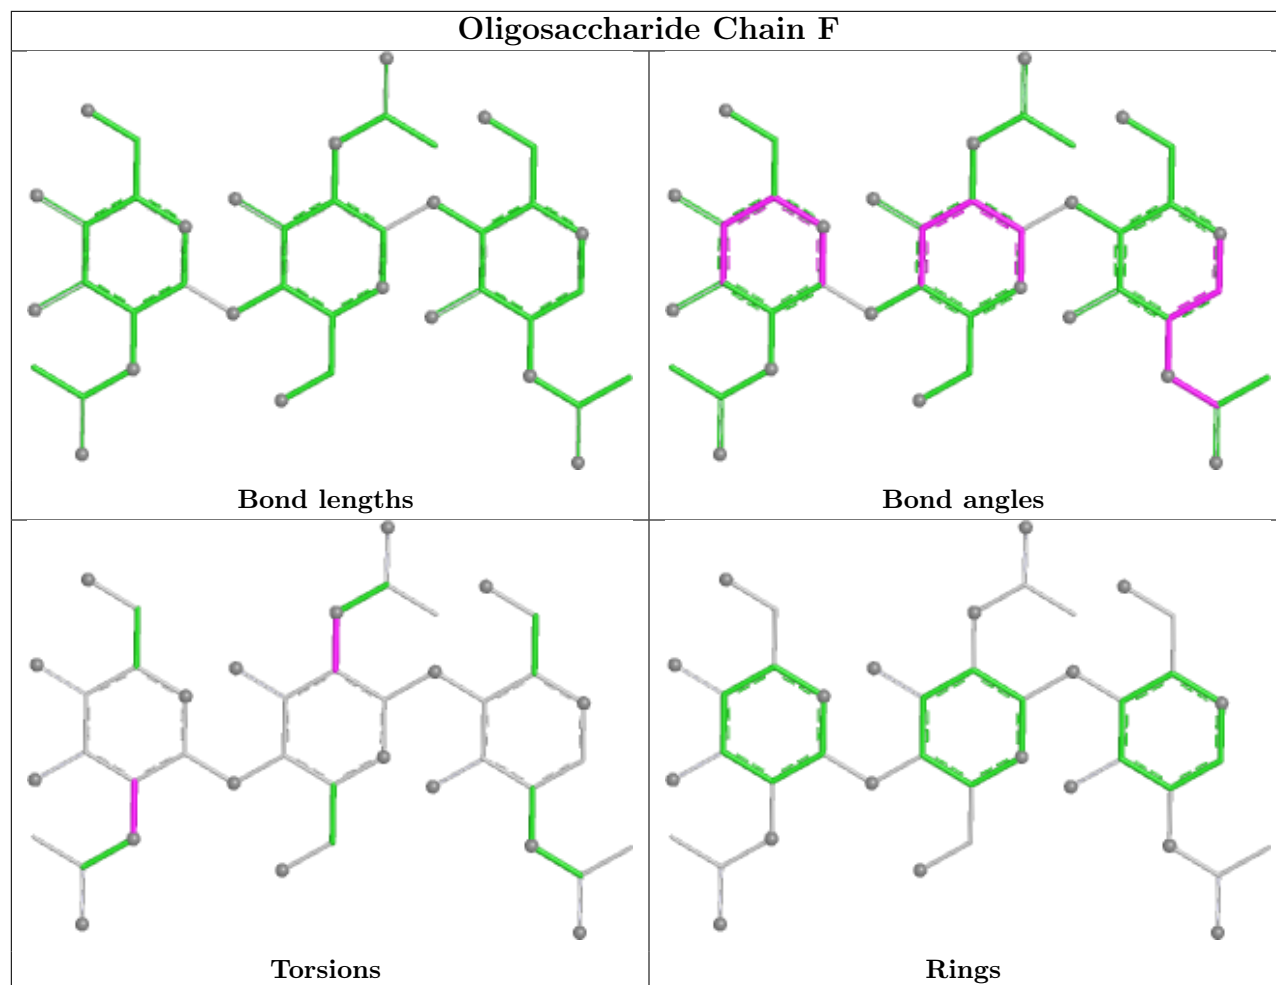 Oligosaccharide Chain F
Bond lengths
Bond angles
Torsions
Rings